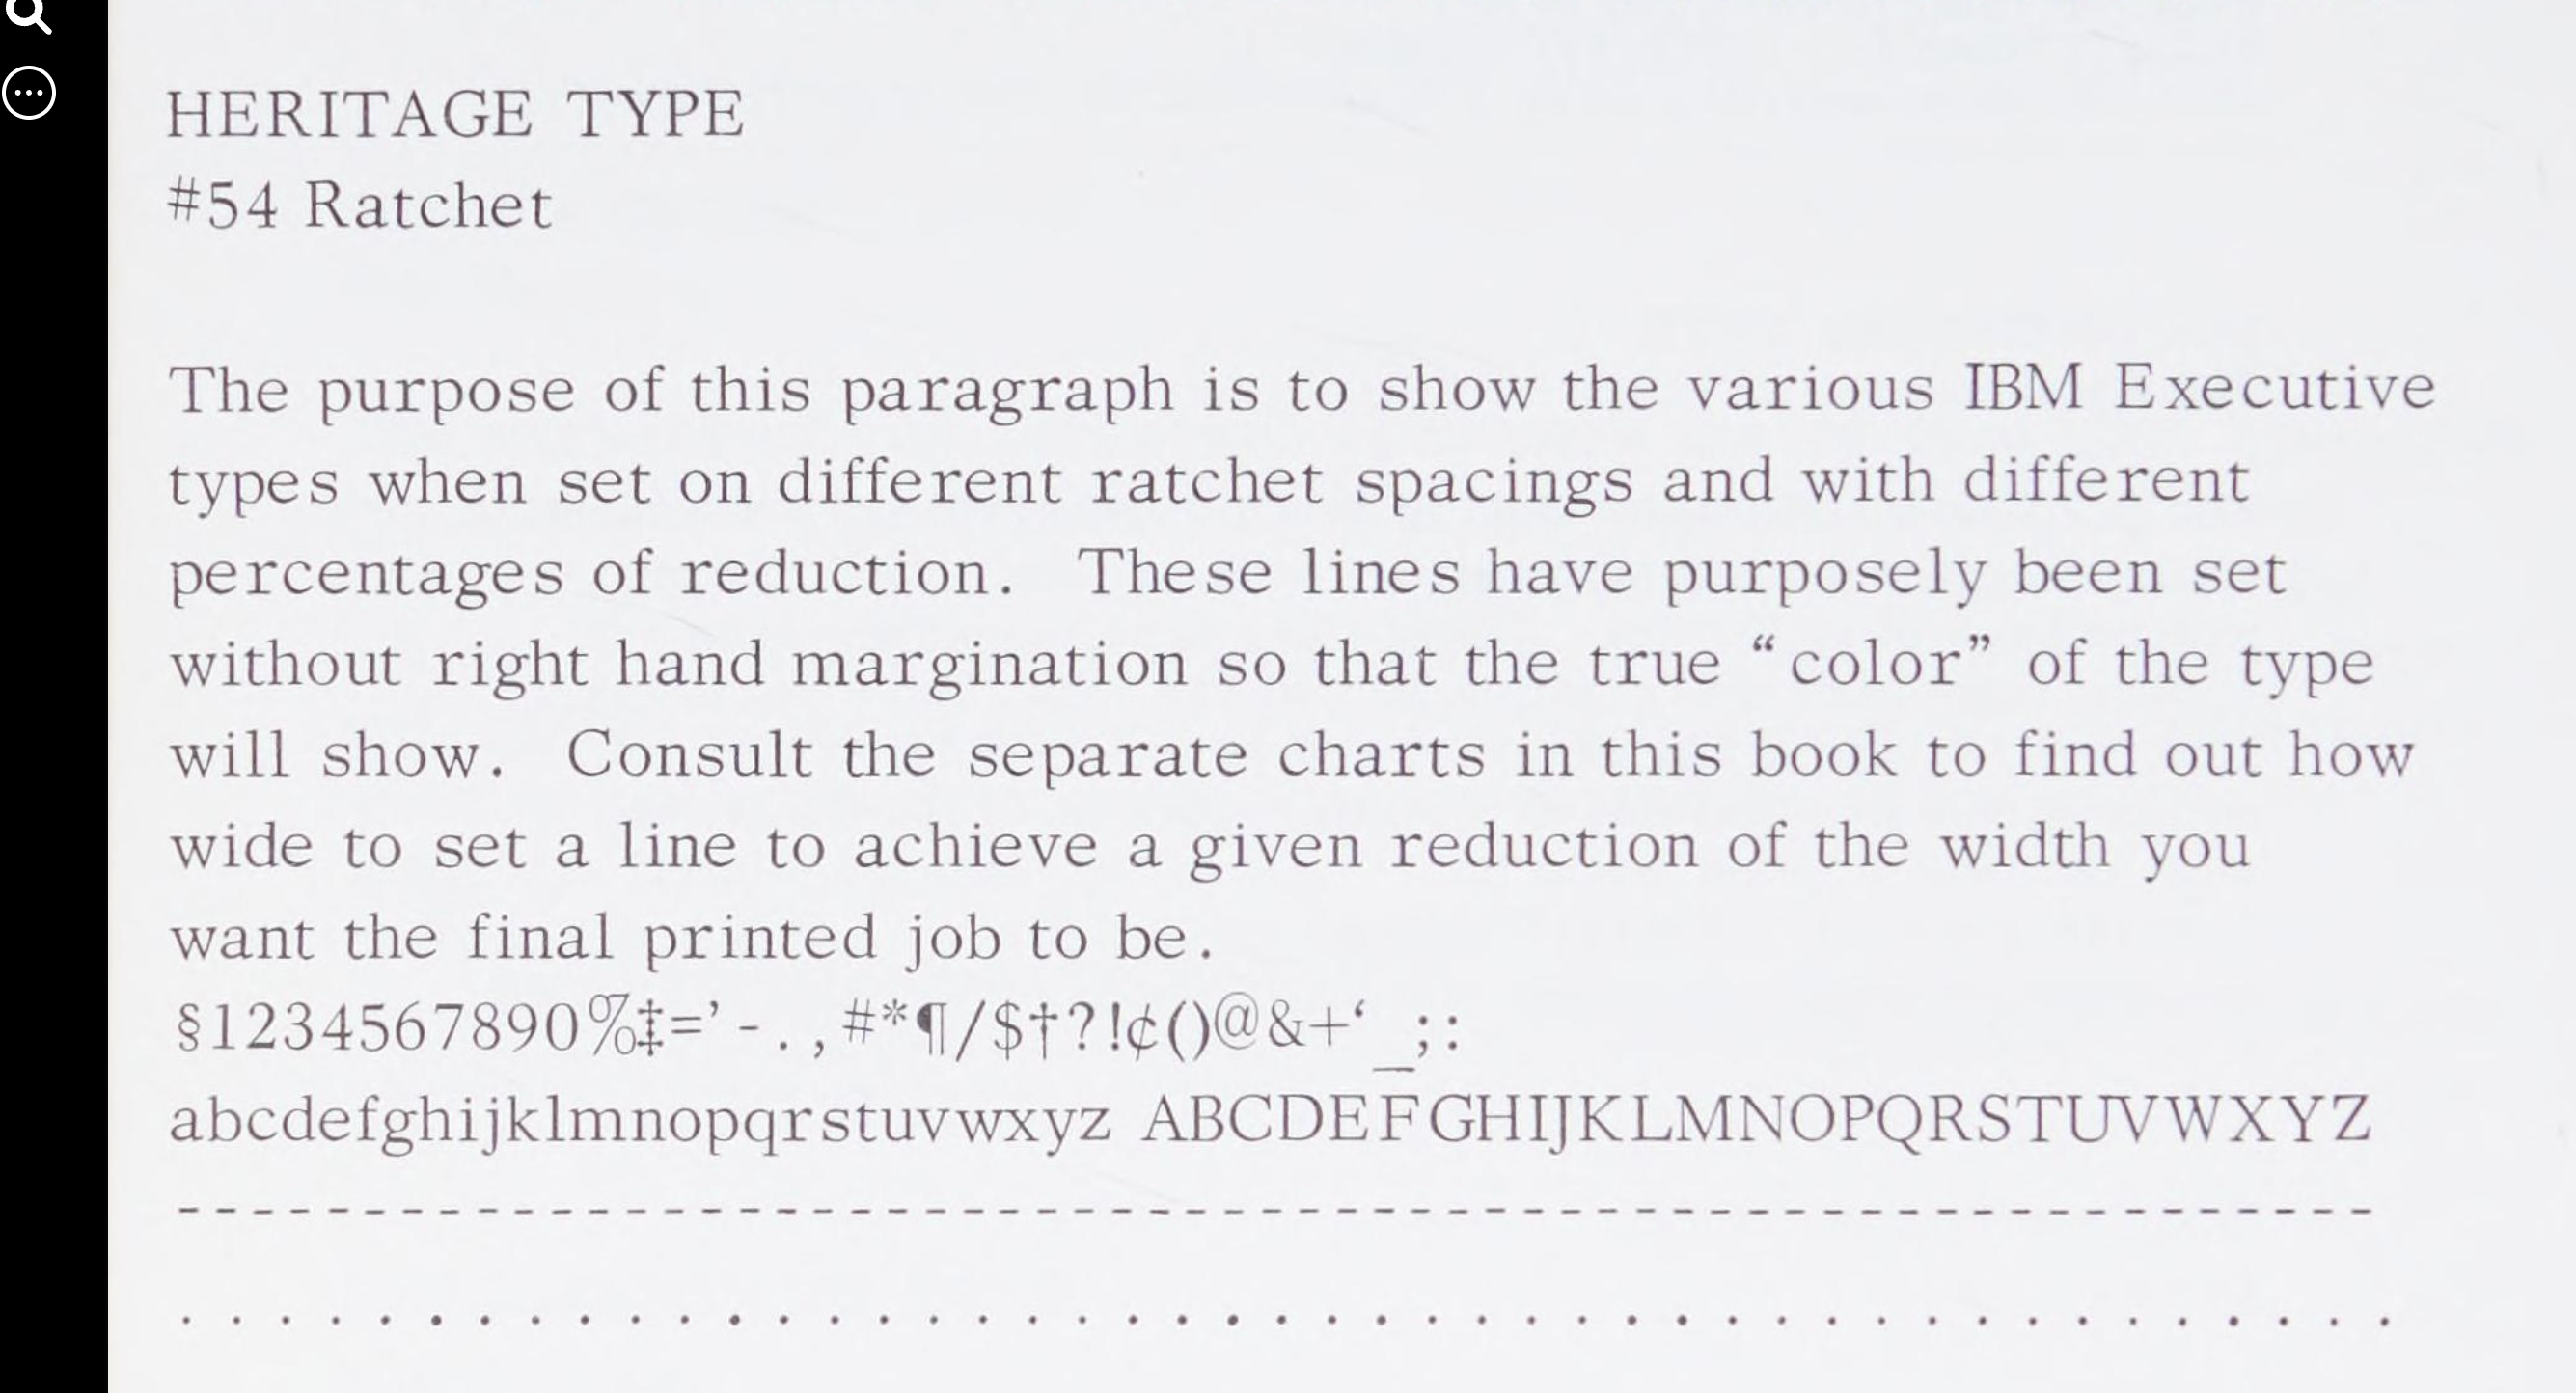 HERITAGE TYPE
#54 Ratchet
The purpose of this paragraph is to show the various IBM Executive
types when set on different ratchet spacings and with different
percentages of reduction.  These lines have purposely been set
without right hand margination so that the true “color” of the type
will show.  Consult the separate charts in this book to find out how
wide to set a line to achieve a given reduction of the width you
want the final printed job to be.
§1234567890%‡=’-.,#*¶/$†?!¢()@&+‘_;:
abcdefghijklmnopqrstuvwxyz ABCDEFGHIJKLMNOPQRSTUVWXYZ
- - - - - - - - - - - - - - - - - - - - - - - - - - - - - - - - - - - - - - - - - - - - - - - - - - - - - - - - - - - -
. . . . . . . . . . . . . . . . . . . . . . . . . . . . . . . . . . . . . . . . . . . . .